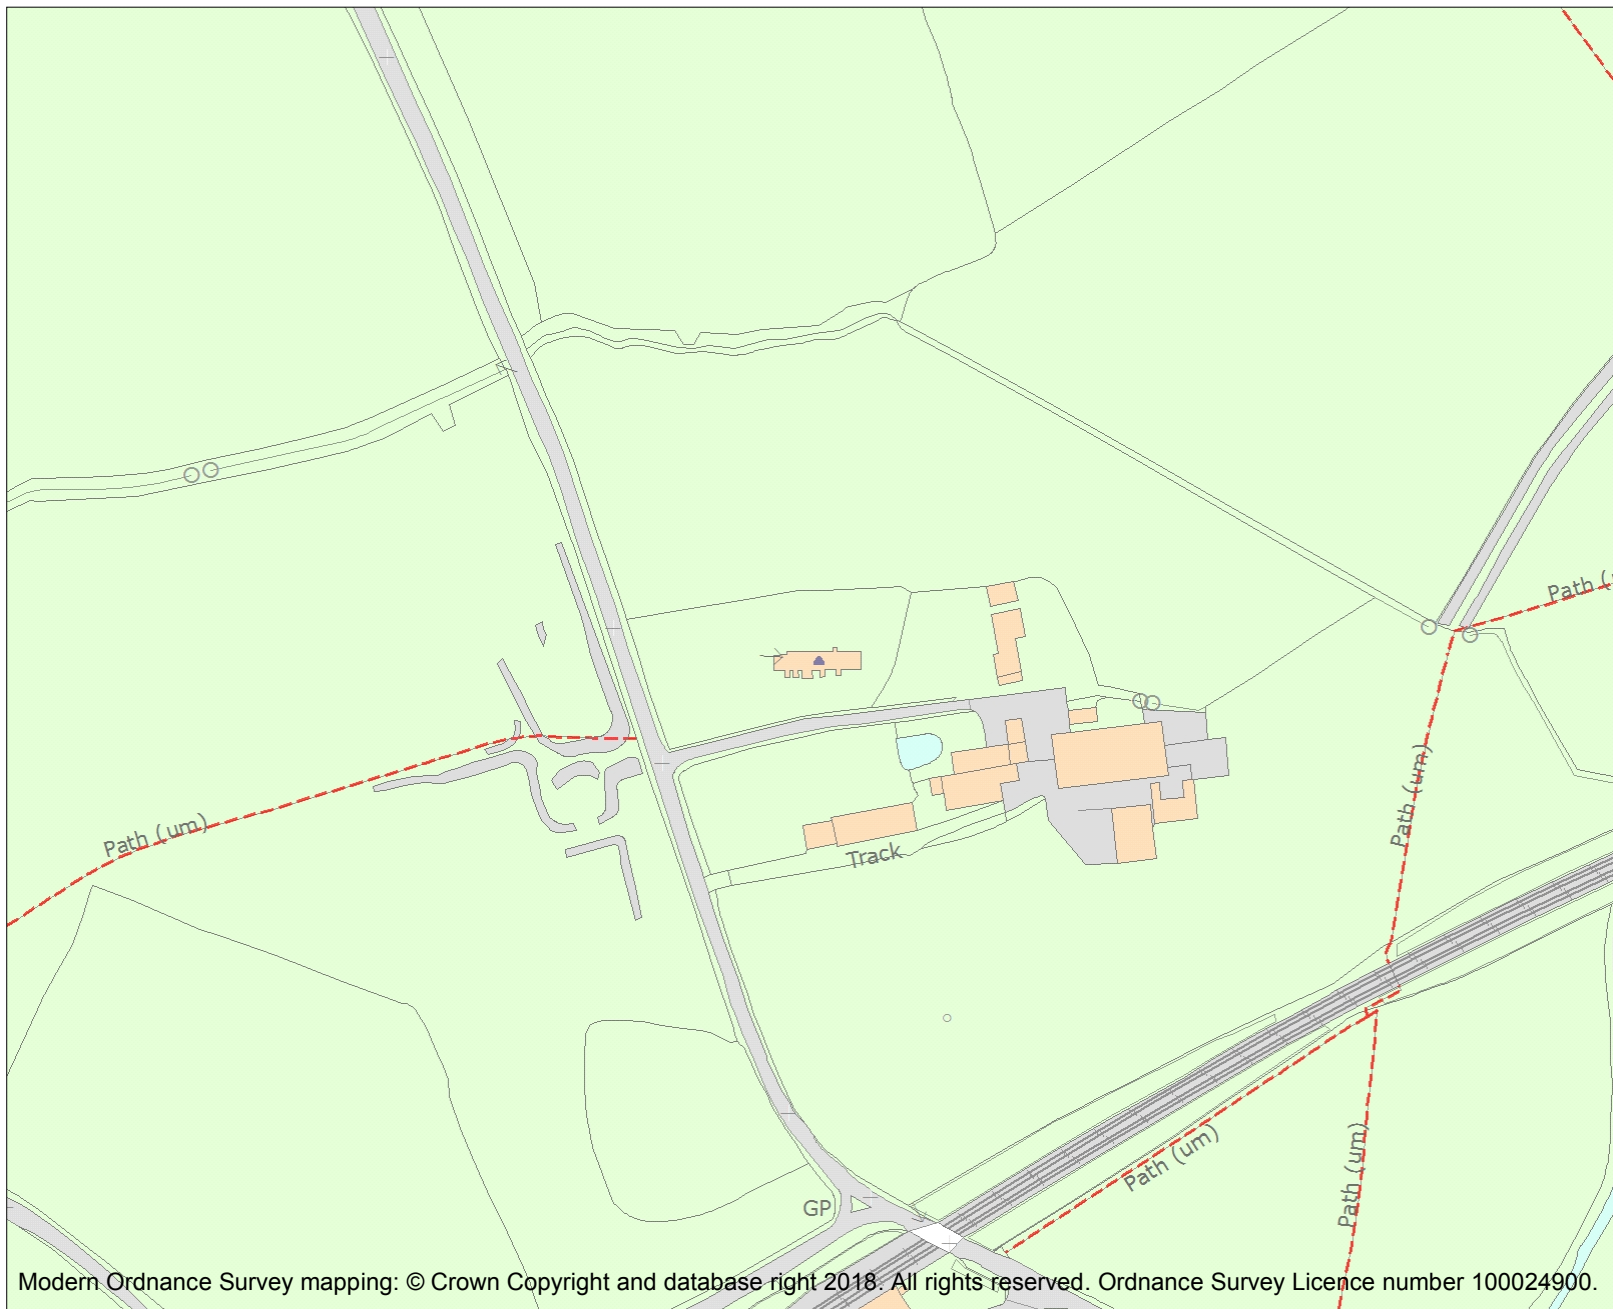 Path (
Path (um)
Path (um)
Track
Path (um)
Path (um)
GP
Modern Ordnance Survey mapping: © Crown Copyright and database right 2018. All rights reserved. Ordnance Survey Licence number 100024900.